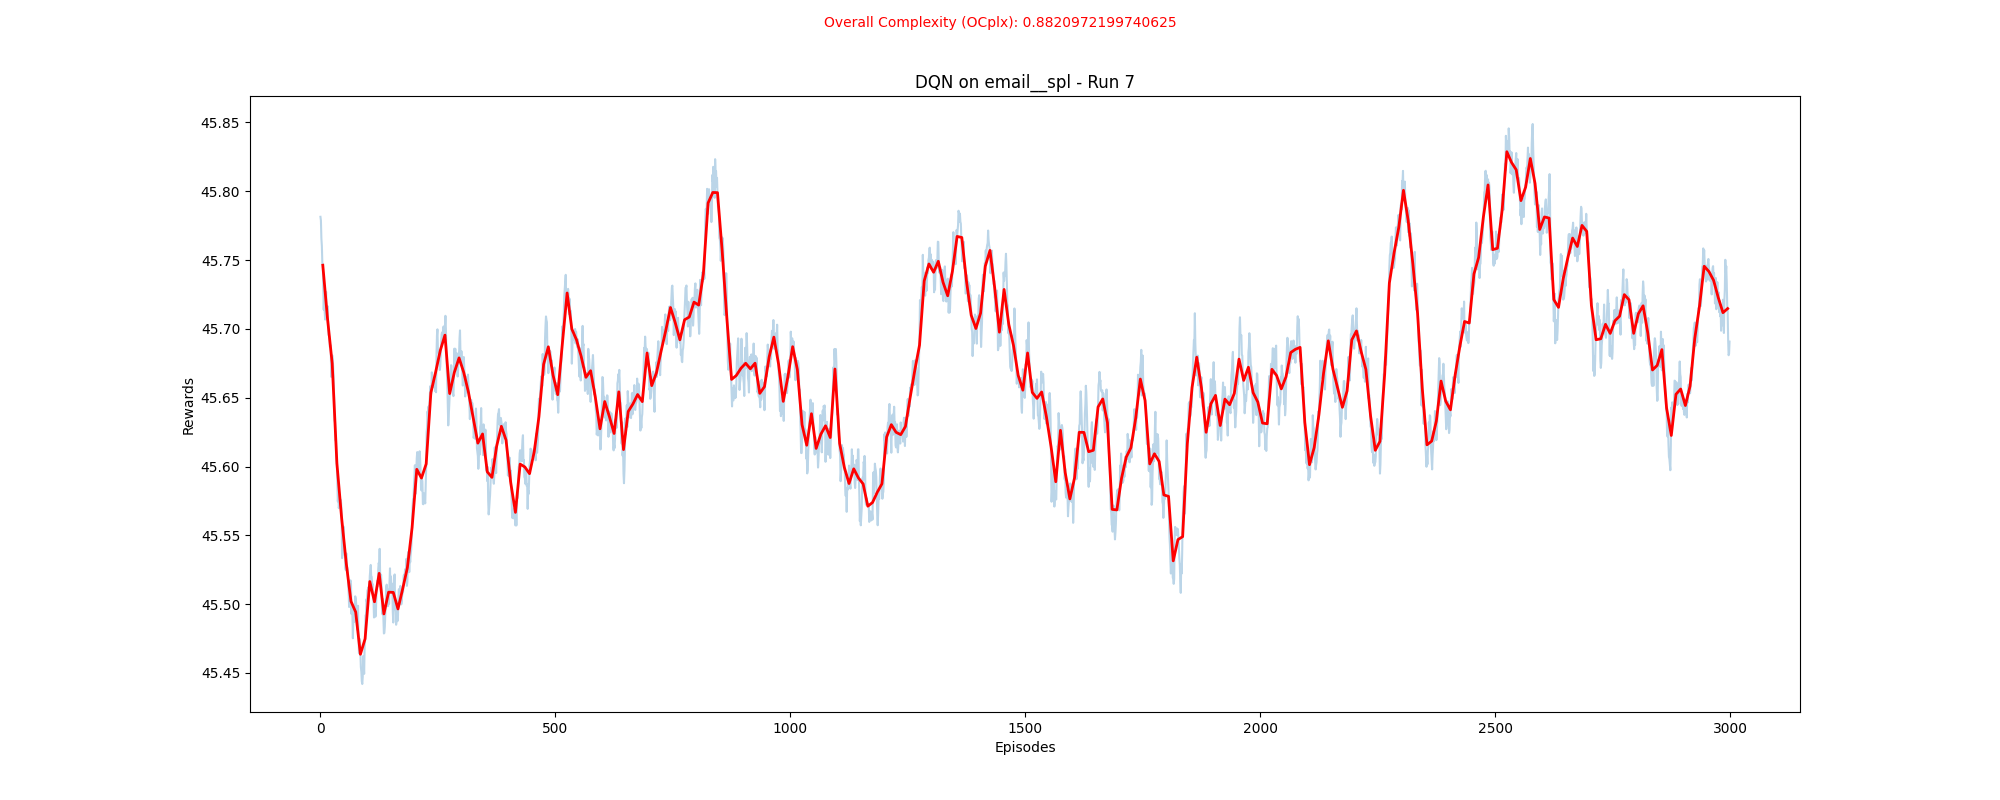 Overall Complexity (OCplx): 0.8820972199740625
DQN on email__spl - Run 7
45.85
45.80
45.75
45.70
45.65
45.60
45.55
45.50
45.45
Rewards
0 500 1000 1500 2000 2500 3000
Episodes